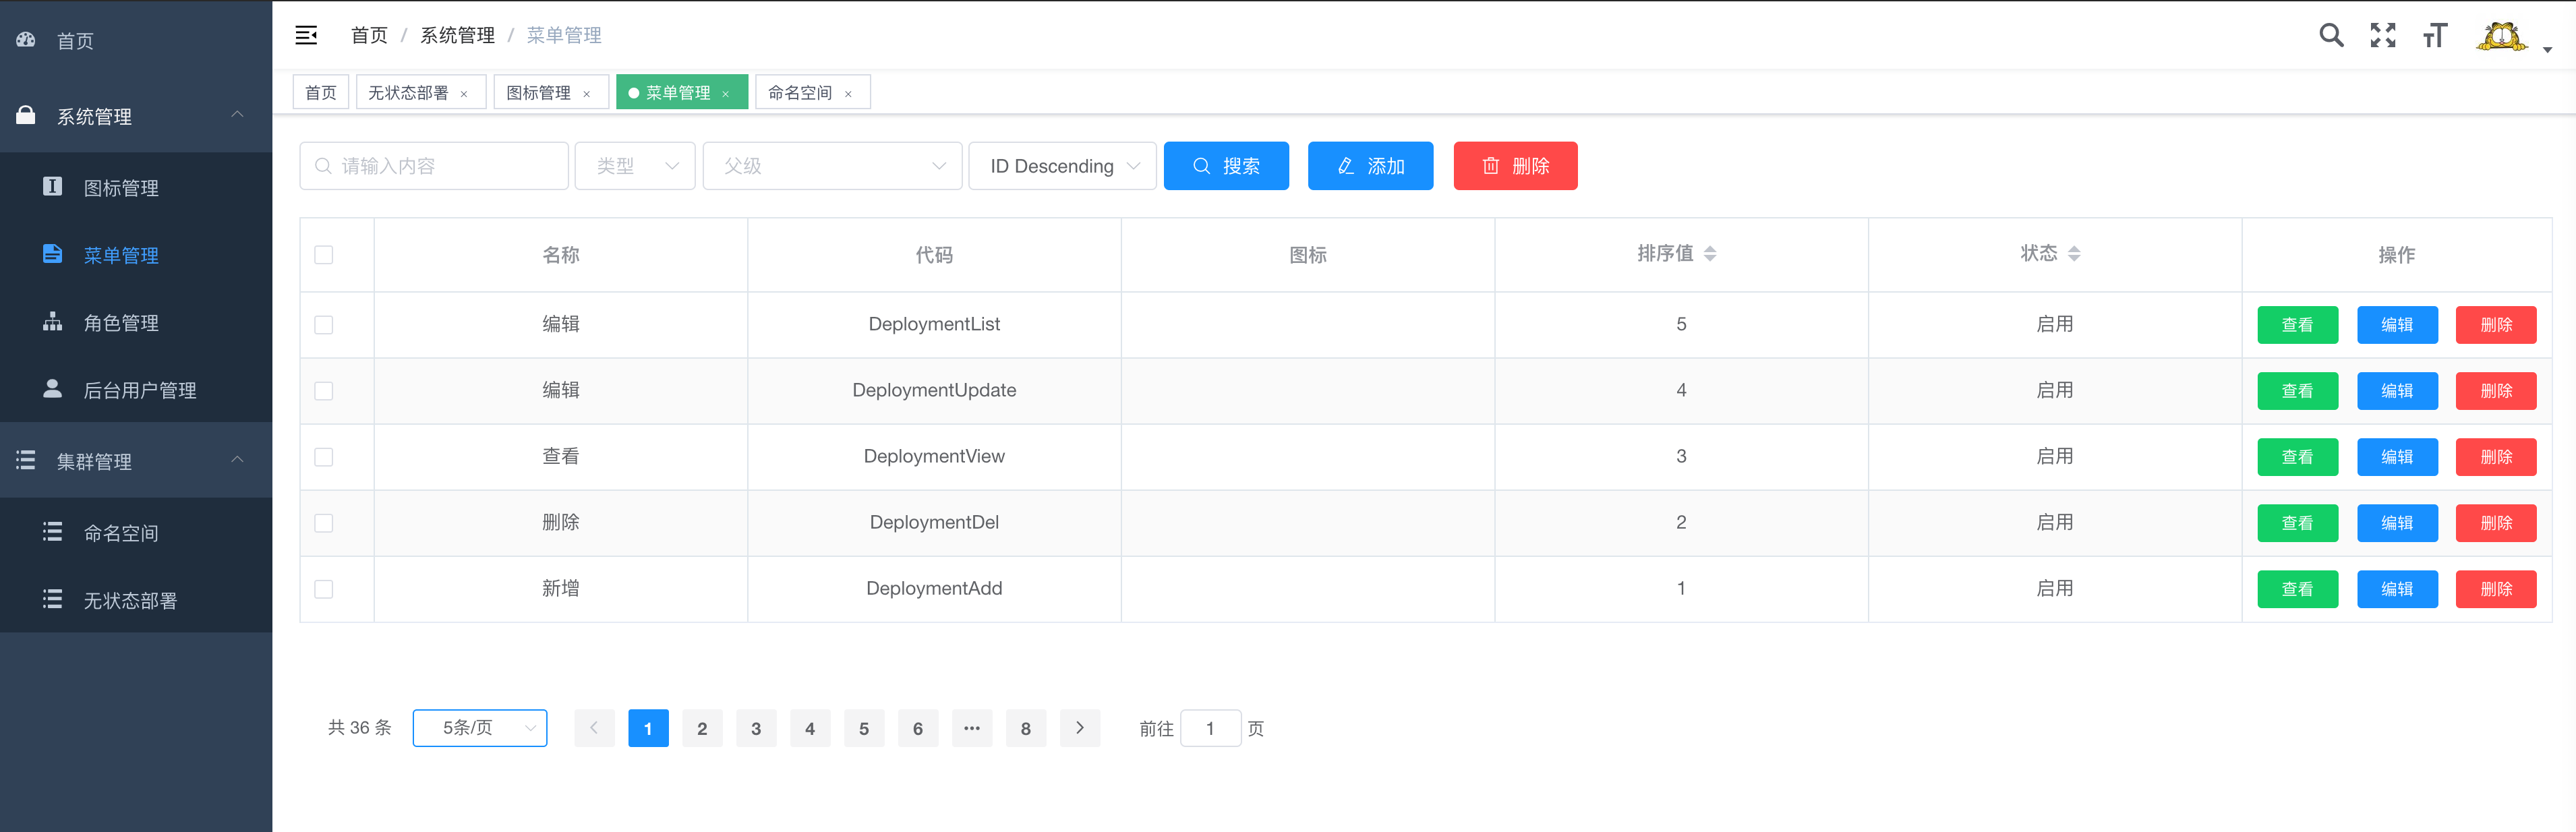 首页
系统管理
图标管理
菜单管理
角色管理
后台用户管理
集群管理
命名空间
无状态部署
首页 / 系统管理 / 菜单管理
首页 无状态部署 × 图标管理 × 菜单管理 × 命名空间 ×
请输入内容 类型 父级 ID Descending 搜索 添加 删除
名称 代码 图标 排序值 状态 操作
编辑 DeploymentList 5 启用 查看 编辑 删除
编辑 DeploymentUpdate 4 启用 查看 编辑 删除
查看 DeploymentView 3 启用 查看 编辑 删除
删除 DeploymentDel 2 启用 查看 编辑 删除
新增 DeploymentAdd 1 启用 查看 编辑 删除
共 36 条 5条/页 1 2 3 4 5 6 ··· 8 前往 1 页